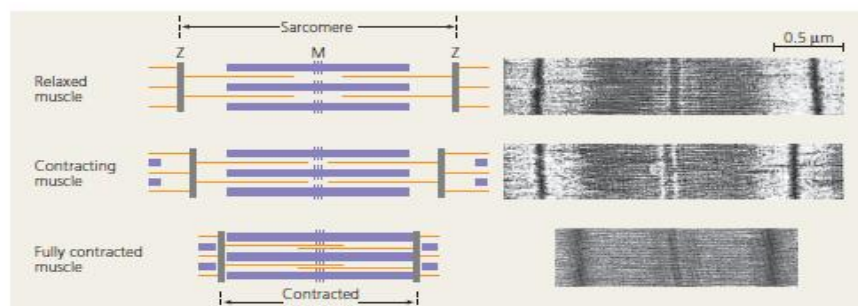 Sarcomere
0.5 μm
Z M Z
Relaxed
muscle
Contracting
muscle
Fully contracted
muscle
Contracted